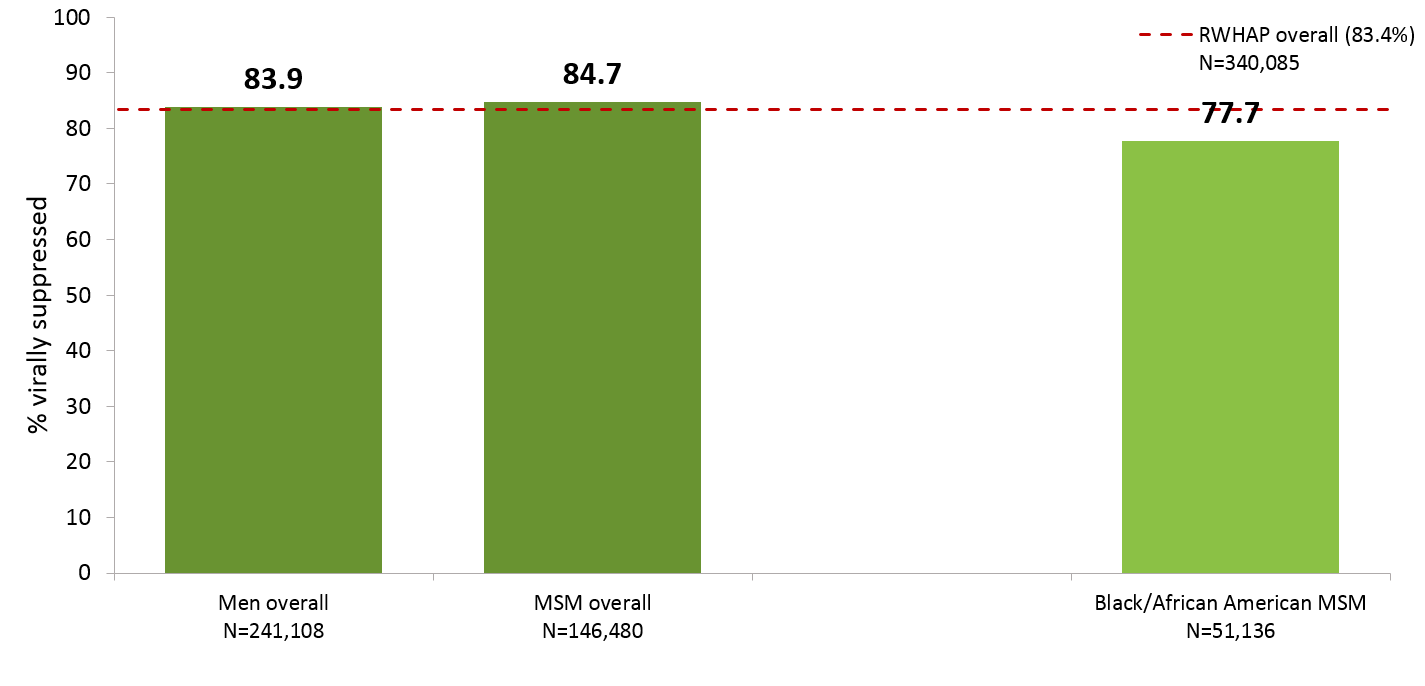 RWHAP overall (83.4%)
N=340,085
% virally suppressed
100
90
80
70
60
50
40
30
20
10
0
83.9
84.7
77.7
Men overall
N=241,108
MSM overall
N=146,480
Black/African American MSM
N=51,136